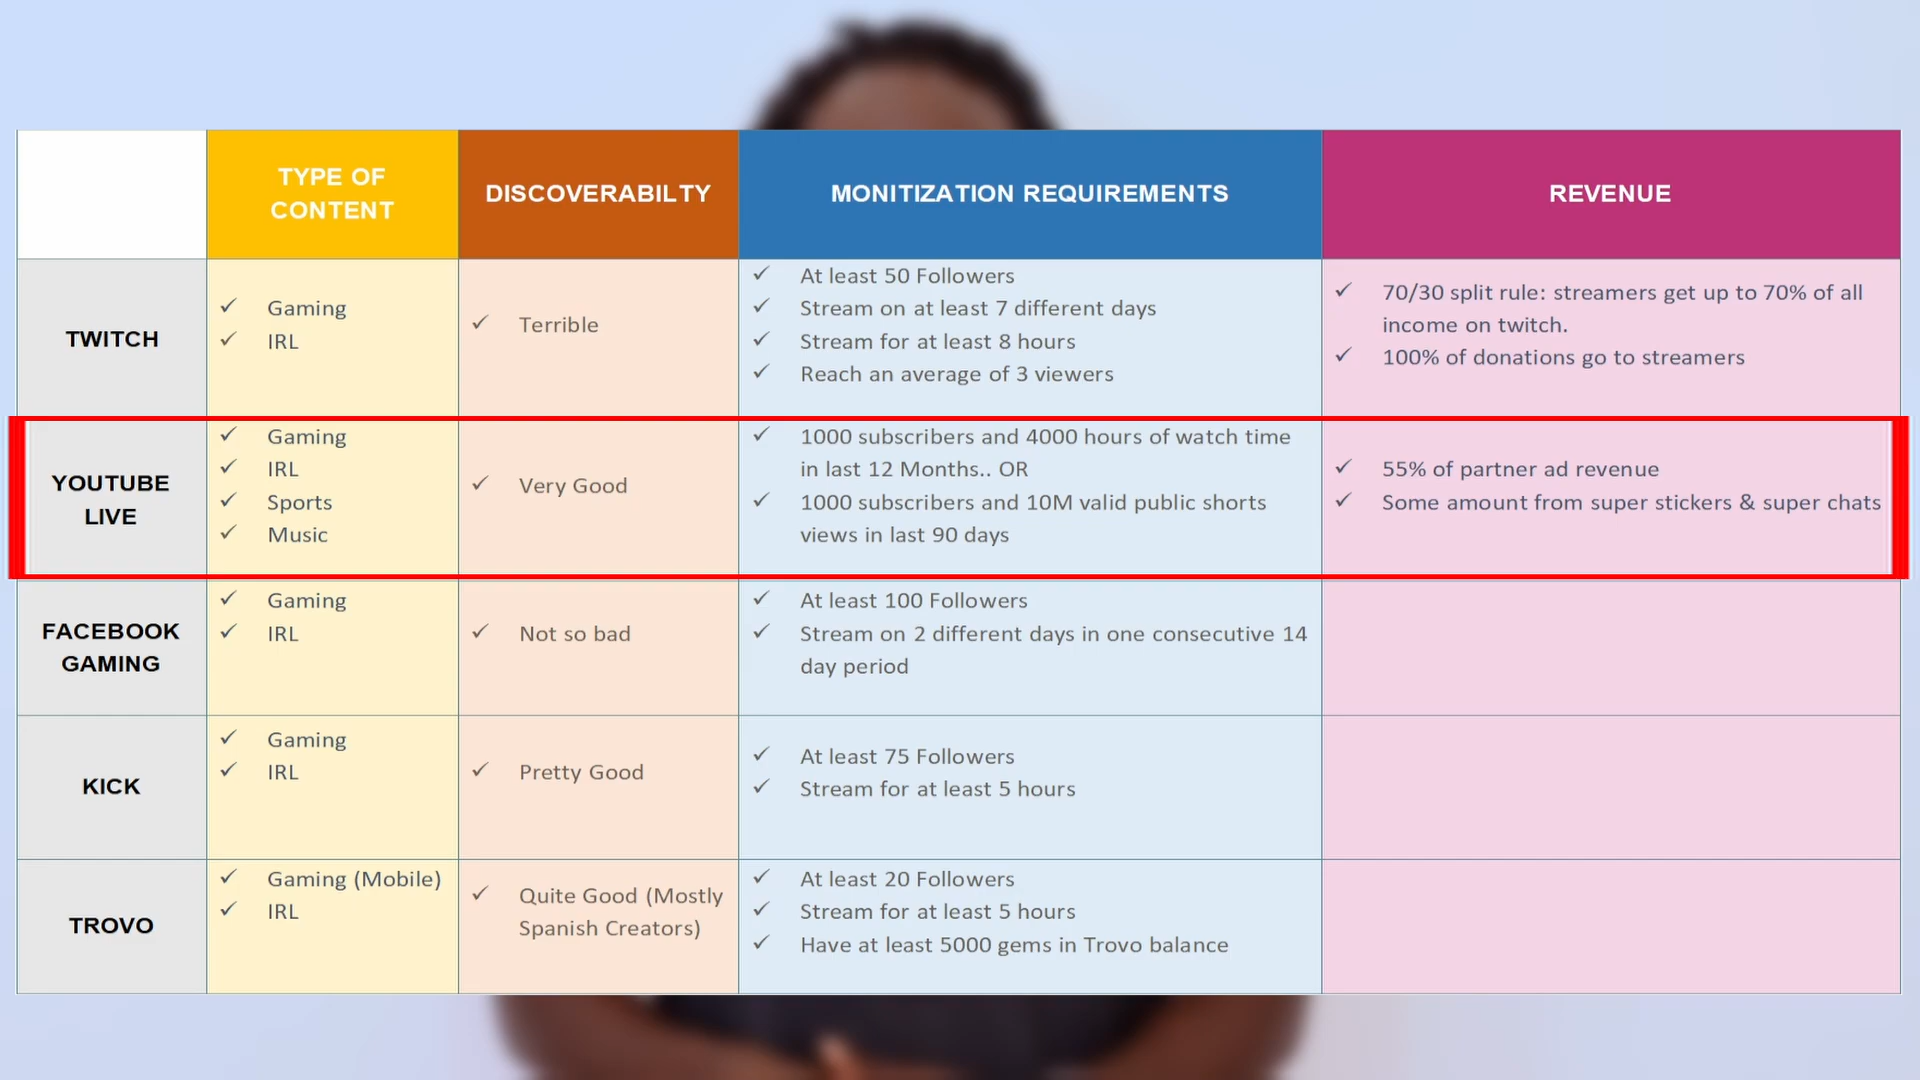 TYPE OF
CONTENT
DISCOVERABILTY
MONITIZATION REQUIREMENTS
REVENUE
TWITCH
✓ Gaming
✓ IRL
✓ Terrible
✓ At least 50 Followers
✓ Stream on at least 7 different days
✓ Stream for at least 8 hours
✓ Reach an average of 3 viewers
✓ 70/30 split rule: streamers get up to 70% of all
income on twitch.
✓ 100% of donations go to streamers
YOUTUBE
LIVE
✓ Gaming
✓ IRL
✓ Sports
✓ Music
✓ Very Good
✓ 1000 subscribers and 4000 hours of watch time
in last 12 Months.. OR
✓ 1000 subscribers and 10M valid public shorts
views in last 90 days
✓ 55% of partner ad revenue
✓ Some amount from super stickers & super chats
FACEBOOK
GAMING
✓ Gaming
✓ IRL
✓ Not so bad
✓ At least 100 Followers
✓ Stream on 2 different days in one consecutive 14
day period
KICK
✓ Gaming
✓ IRL
✓ Pretty Good
✓ At least 75 Followers
✓ Stream for at least 5 hours
TROVO
✓ Gaming (Mobile)
✓ IRL
✓ Quite Good (Mostly
Spanish Creators)
✓ At least 20 Followers
✓ Stream for at least 5 hours
✓ Have at least 5000 gems in Trovo balance